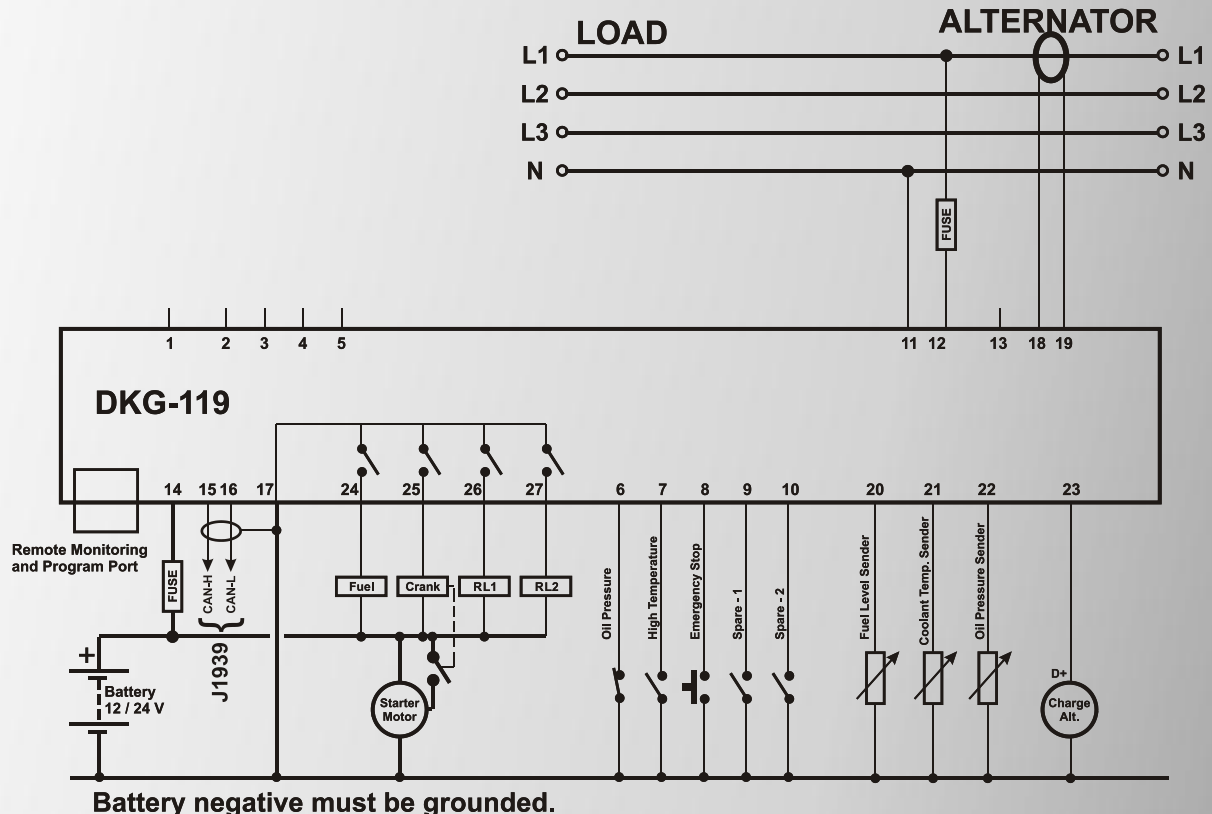 LOAD
ALTERNATOR
L1
L1
L2
L2
L3
L3
N
N
FUSE
1 2 3 4 5 11 12 13 18 19
DKG-119
14 15 16 17 24 25 26 27 6 7 8 9 10 20 21 22 23
Remote Monitoring
and Program Port
FUSE
CAN-H
CAN-L
J1939
Fuel
Crank
RL1
RL2
Oil Pressure
High Temperature
Emergency Stop
Spare - 1
Spare - 2
Fuel Level Sender
Coolant Temp. Sender
Oil Pressure Sender
+
Battery
12 / 24 V
Starter
Motor
D+
Charge
Alt.
Battery negative must be grounded.